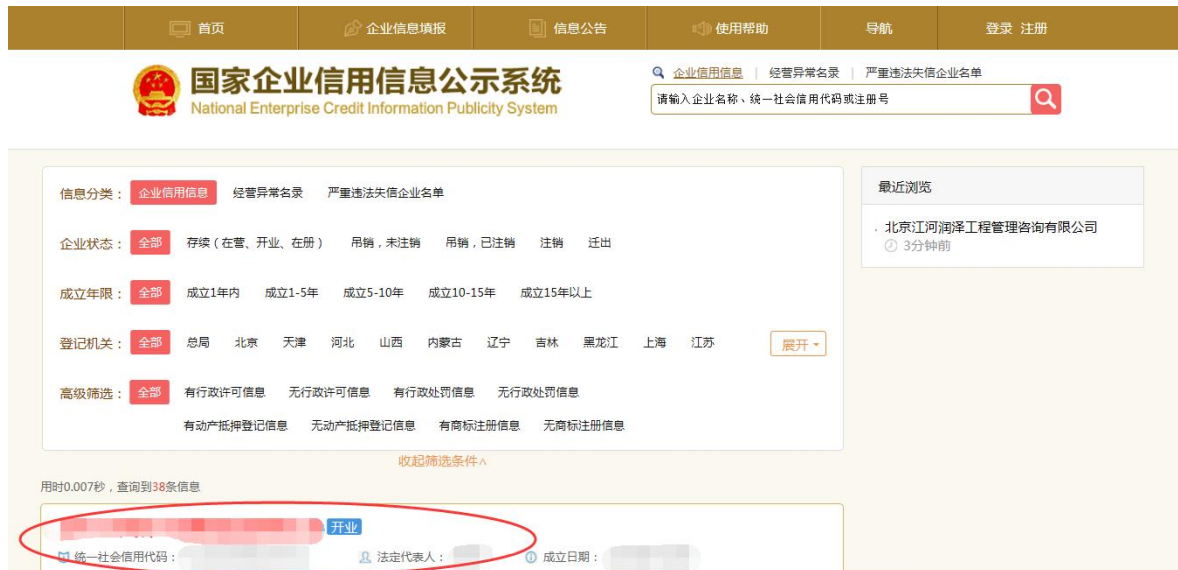 首页 企业信息填报 信息公告 使用帮助 导航 登录 注册
国家企业信用信息公示系统
National Enterprise Credit Information Publicity System
企业信用信息 | 经营异常名录 | 严重违法失信企业名单
请输入企业名称、统一社会信用代码或注册号
信息分类： 企业信用信息 经营异常名录 严重违法失信企业名单
企业状态： 全部 存续（在营、开业、在册） 吊销，未注销 吊销，已注销 注销 迁出
成立年限： 全部 成立1年内 成立1-5年 成立5-10年 成立10-15年 成立15年以上
登记机关： 全部 总局 北京 天津 河北 山西 内蒙古 辽宁 吉林 黑龙江 上海 江苏 展开
高级筛选： 全部 有行政许可信息 无行政许可信息 有行政处罚信息 无行政处罚信息
有动产抵押登记信息 无动产抵押登记信息 有商标注册信息 无商标注册信息
收起筛选条件
最近浏览
北京江河润泽工程管理咨询有限公司
3分钟前
用时0.007秒，查询到38条信息
开业
统一社会信用代码： 法定代表人： 成立日期：